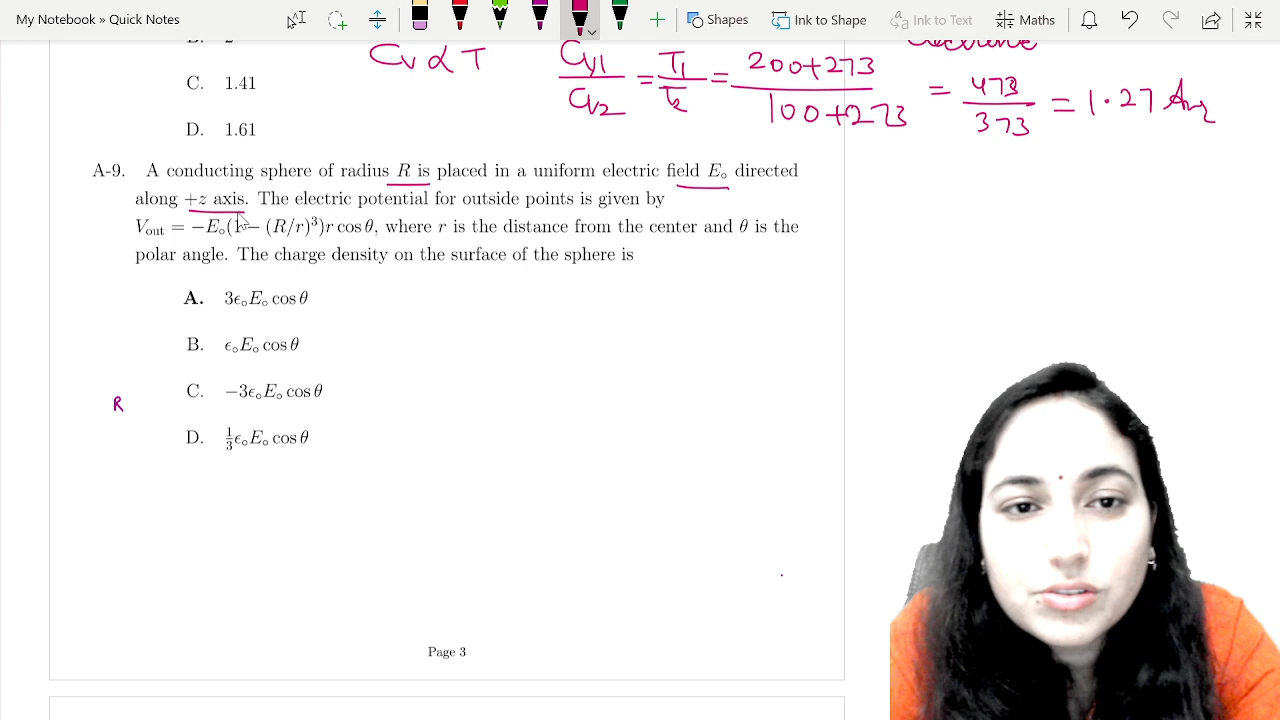 My Notebook » Quick Notes
Shapes
Ink to Shape
Ink to Text
Math
Cv ∝ T
Cv1/Cv2 = T1/T2 = 200+273/100+273 = 473/373 = 1.27 Ans
C. 1.41
D. 1.61
A-9. A conducting sphere of radius R is placed in a uniform electric field E₀ directed
along +z axis. The electric potential for outside points is given by
V_out = −E₀(1 − (R/r)³)r cos θ, where r is the distance from the center and θ is the
polar angle. The charge density on the surface of the sphere is
A. 3ϵ₀E₀ cos θ
B. ϵ₀E₀ cos θ
C. −3ϵ₀E₀ cos θ
R
D. 1/3 ϵ₀E₀ cos θ
Page 3